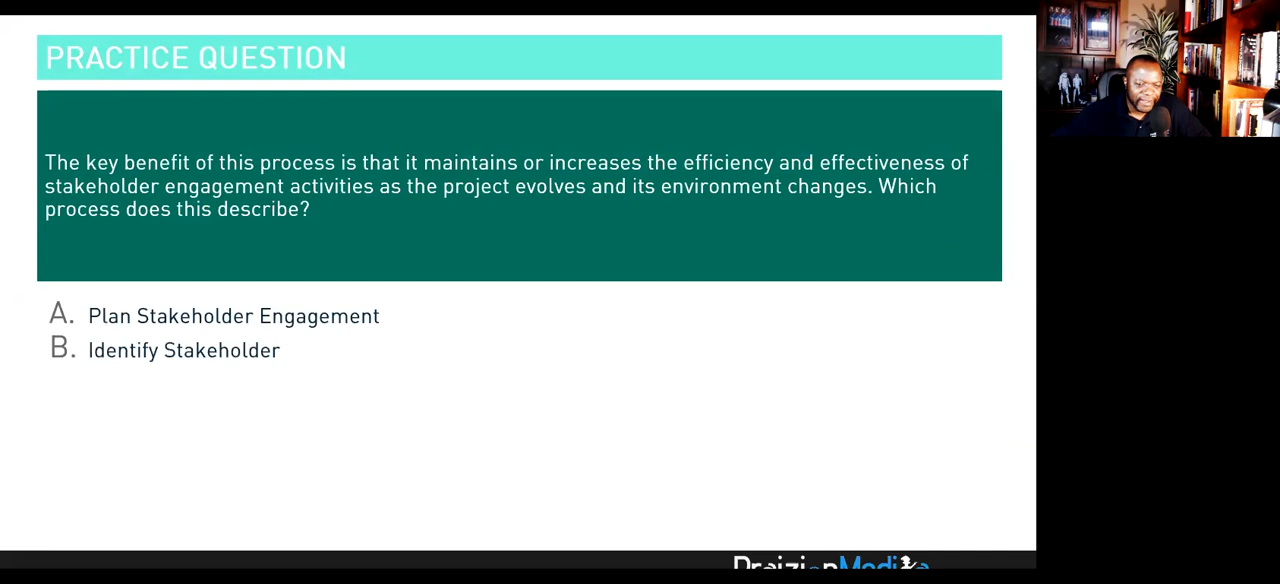 PRACTICE QUESTION
The key benefit of this process is that it maintains or increases the efficiency and effectiveness of
stakeholder engagement activities as the project evolves and its environment changes. Which
process does this describe?
A. Plan Stakeholder Engagement
B. Identify Stakeholder
PraizionMedia